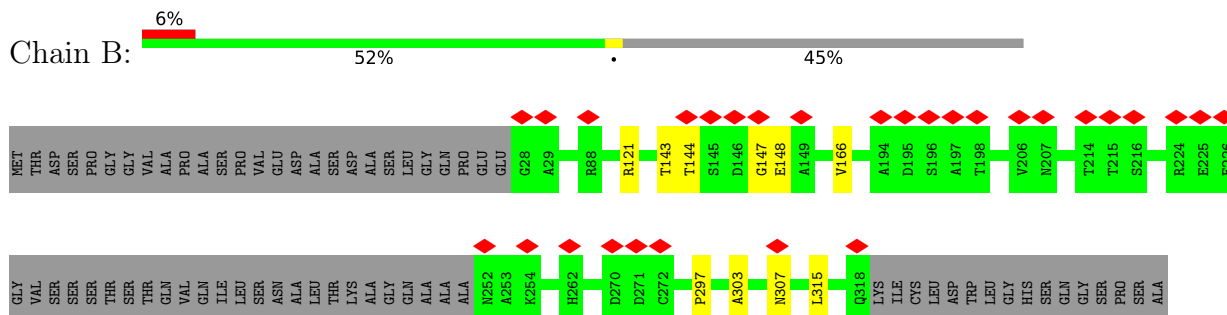 Chain B:
6%
52%
•
45%
MET THR ASP SER PRO GLY GLY VAL ALA PRO ALA SER PRO VAL GLU ASP ALA SER ASP ALA SER LEU GLY GLN PRO GLU GLU G28 A29 R88 R121 T143 T144 S145 D146 G147 E148 A149 V166 A194 D195 S196 A197 T198 V206 N207 T214 T215 S216 R224 E225
GLY VAL SER SER SER THR SER THR GLN VAL GLN ILE LEU SER ASN ALA LEU THR LYS ALA GLY GLN ALA ALA ALA N252 A253 K254 H262 D270 D271 C272 P297 A303 N307 L315 Q318 LYS ILE CYS LEU ASP TRP LEU GLY HIS SER GLN GLY SER PRO SER ALA